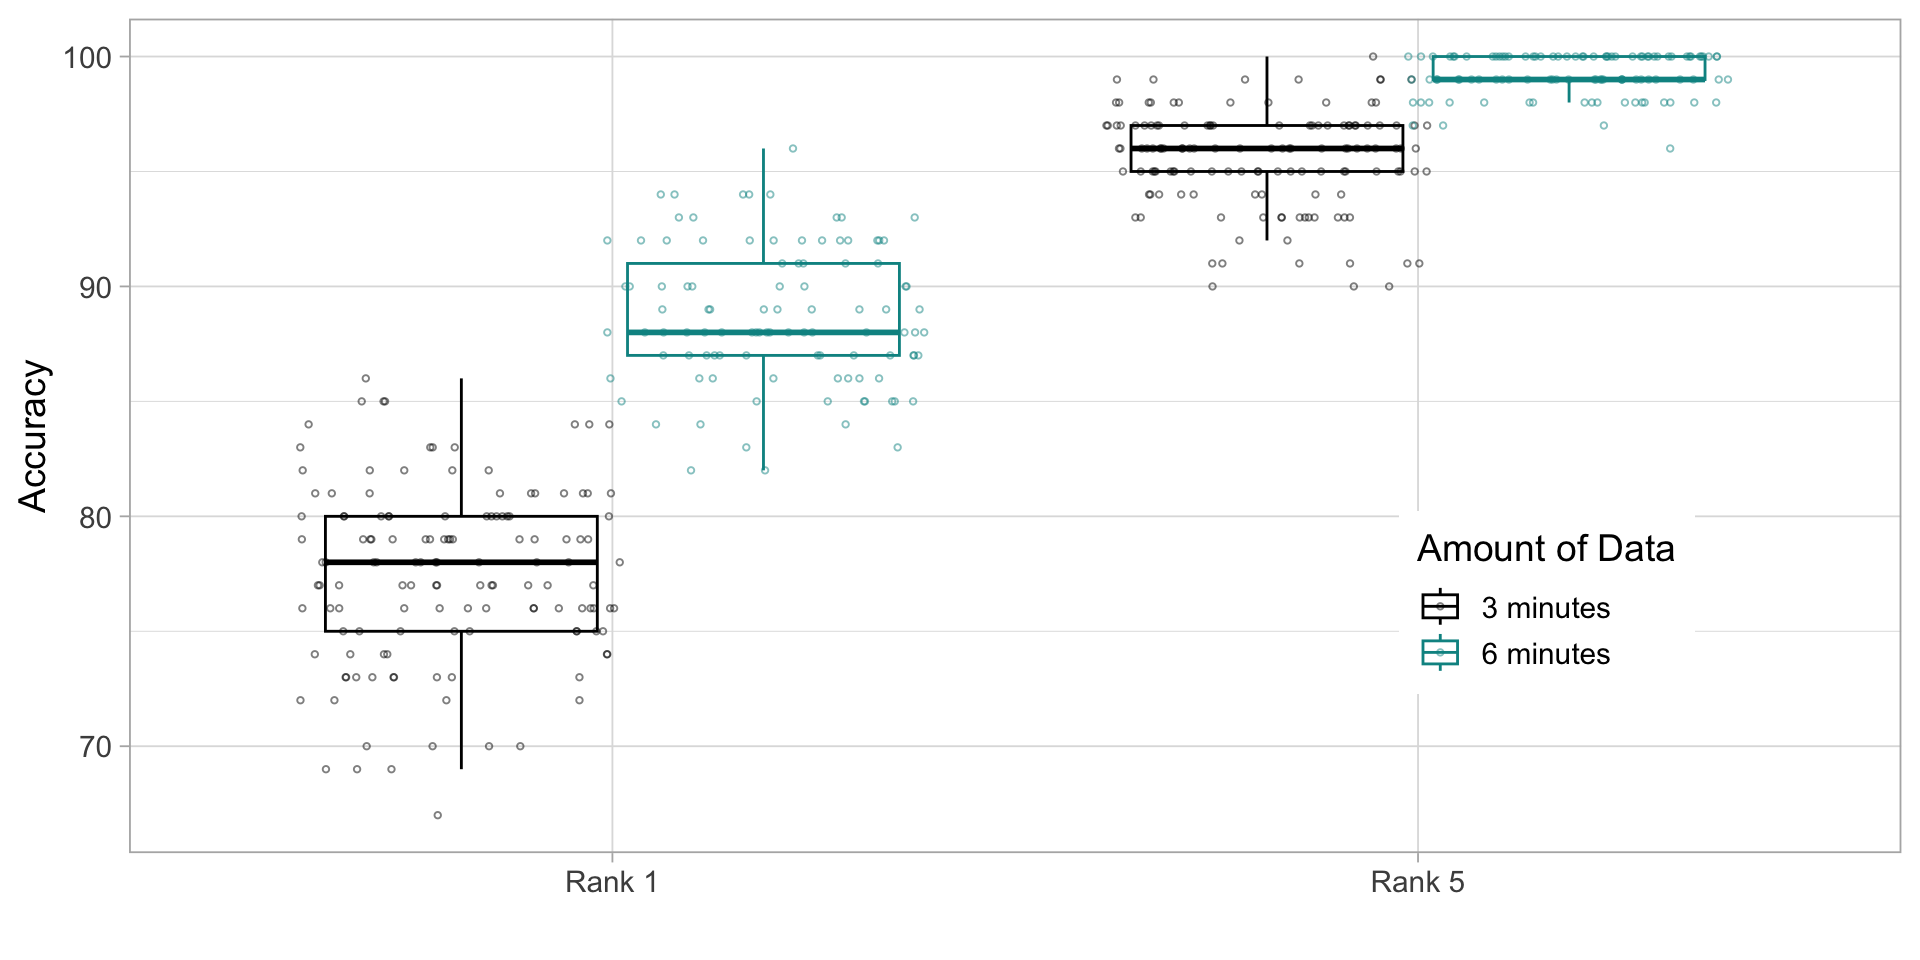 100
90
80
70
Accuracy
Rank 1
Rank 5
Amount of Data
3 minutes
6 minutes